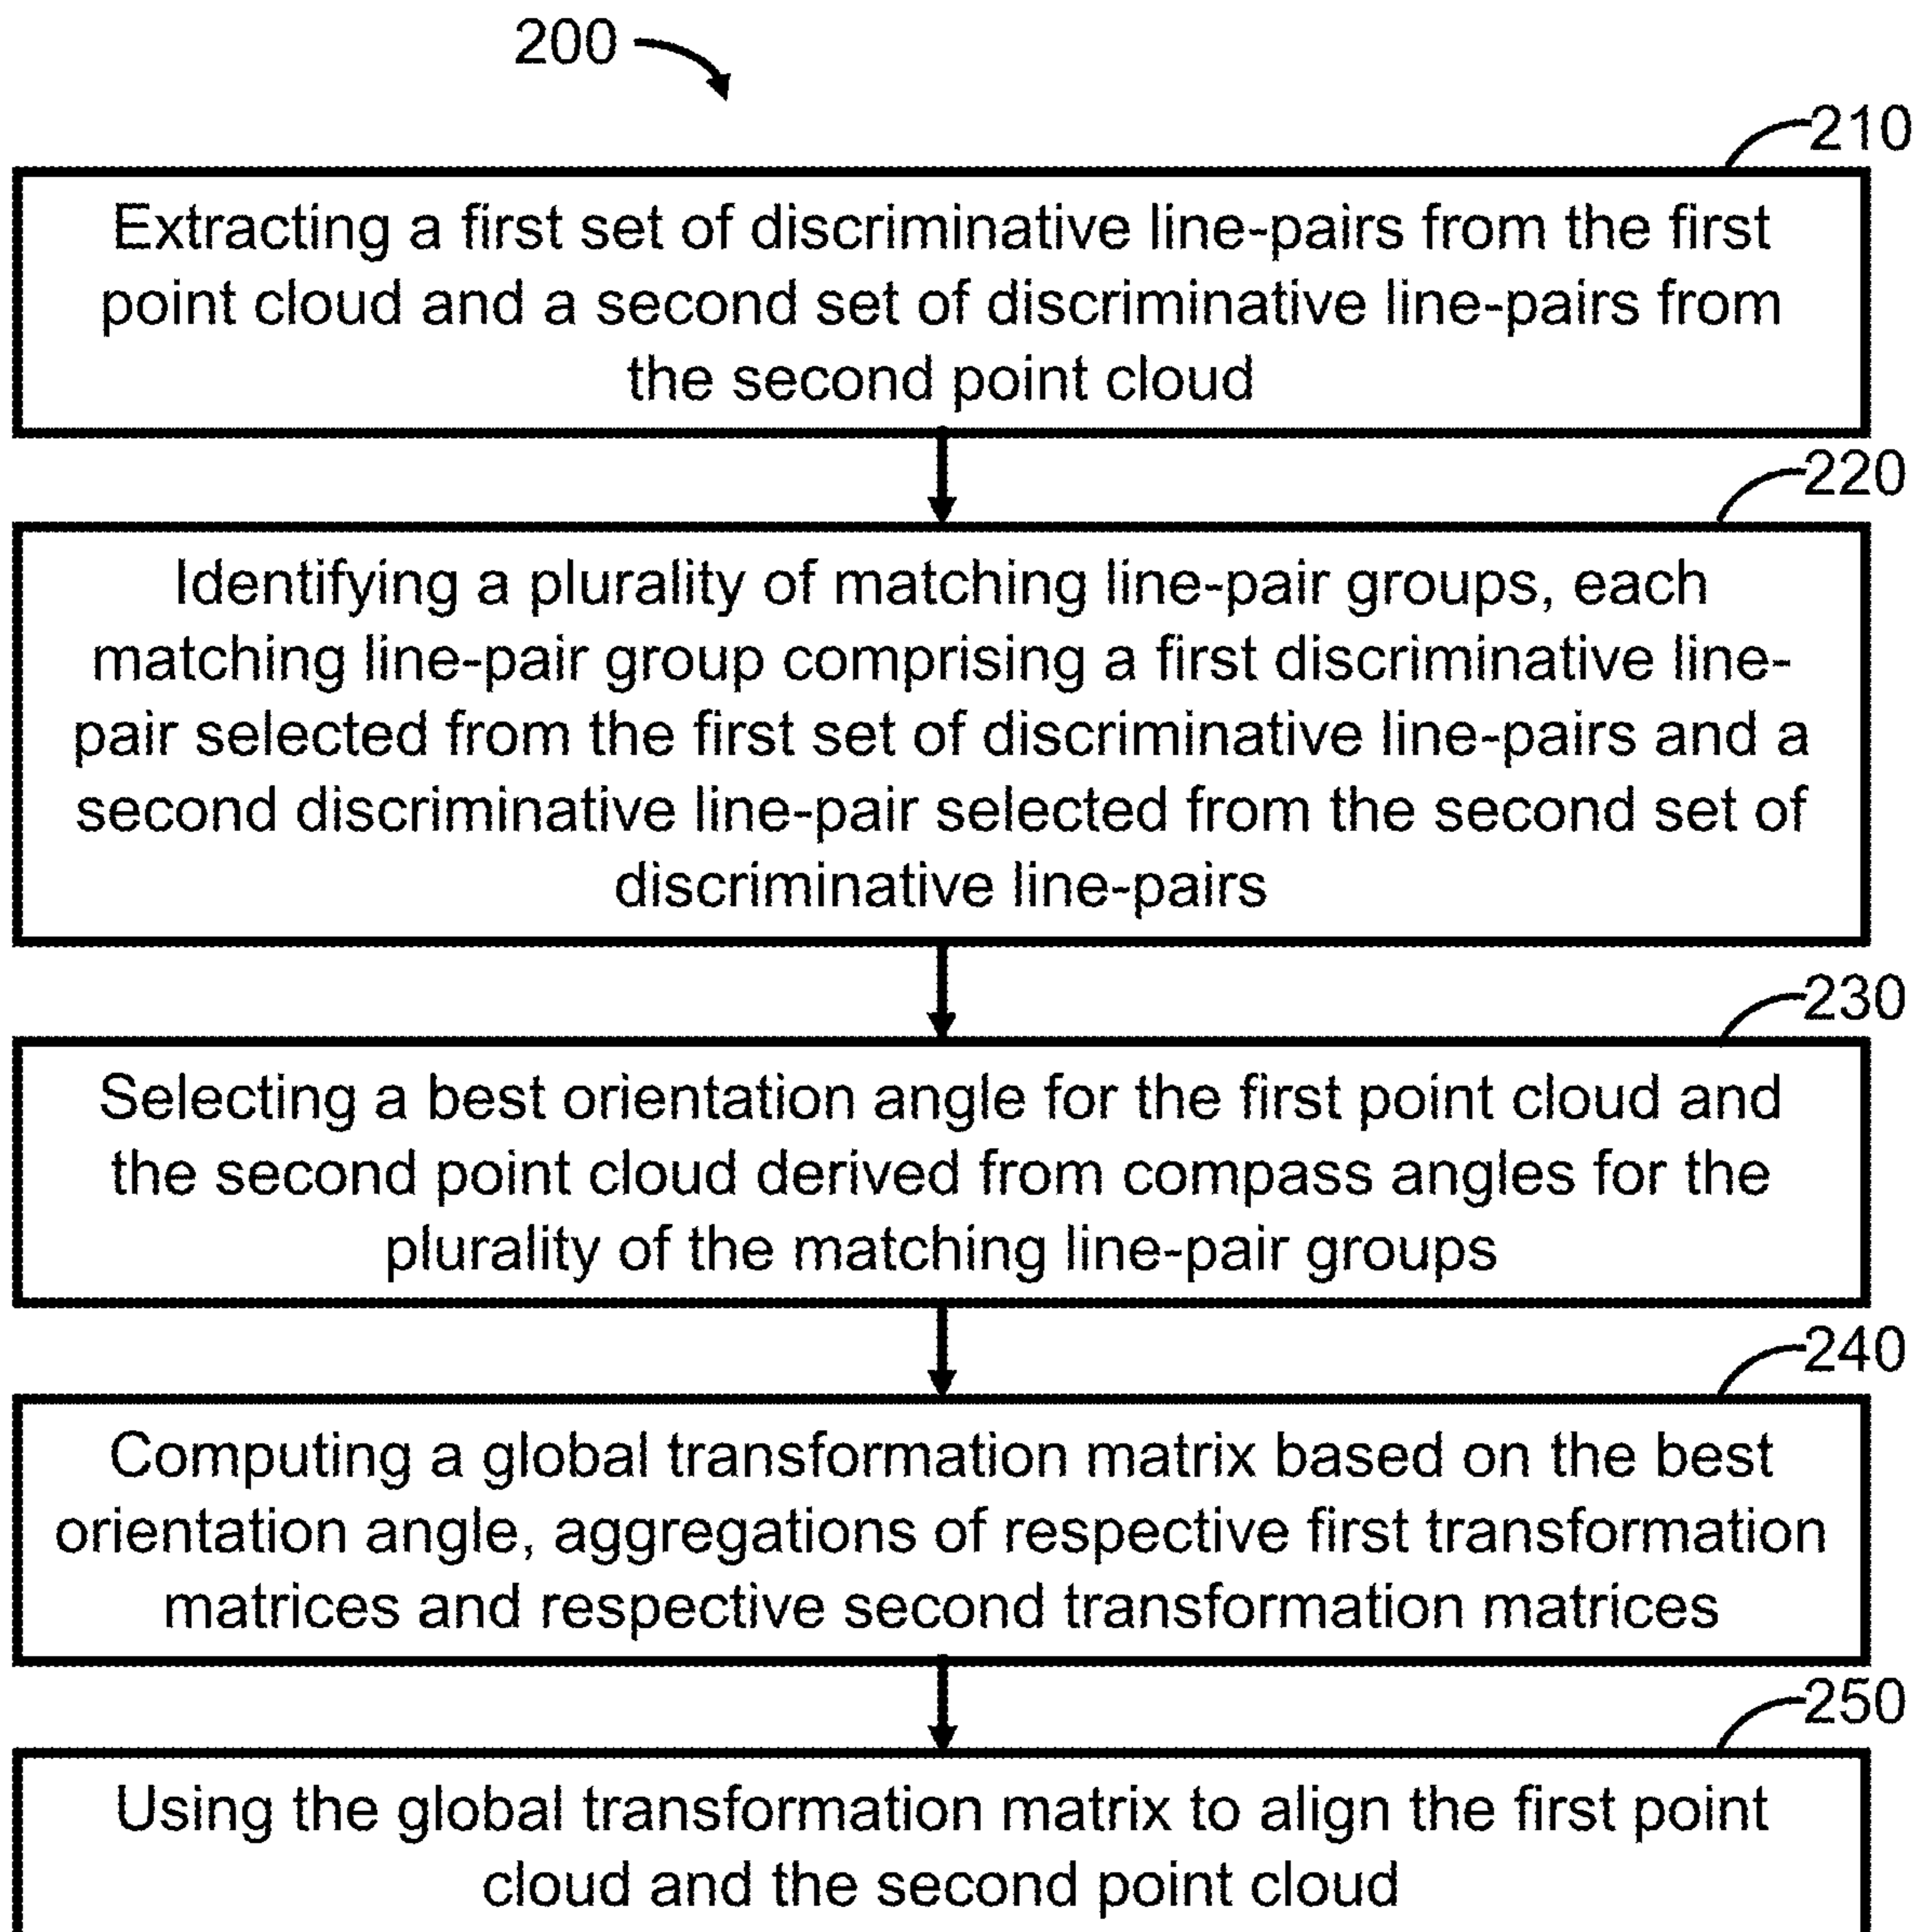 200
210
Extracting a first set of discriminative line-pairs from the first
point cloud and a second set of discriminative line-pairs from
the second point cloud
220
Identifying a plurality of matching line-pair groups, each
matching line-pair group comprising a first discriminative line-
pair selected from the first set of discriminative line-pairs and a
second discriminative line-pair selected from the second set of
discriminative line-pairs
230
Selecting a best orientation angle for the first point cloud and
the second point cloud derived from compass angles for the
plurality of the matching line-pair groups
240
Computing a global transformation matrix based on the best
orientation angle, aggregations of respective first transformation
matrices and respective second transformation matrices
250
Using the global transformation matrix to align the first point
cloud and the second point cloud